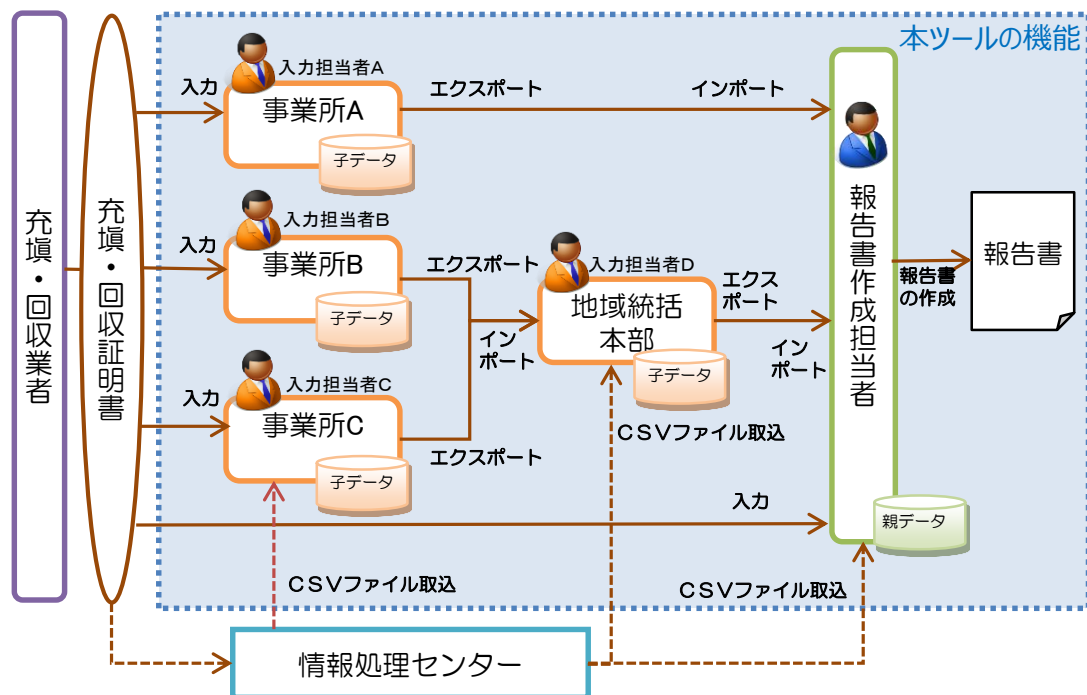 本ツールの機能
充塡・回収業者
充塡・回収証明書
入力
入力担当者A
事業所A
子データ
エクスポート
インポート
入力
入力担当者B
事業所B
子データ
エクスポート
イン
ポート
入力担当者D
地域統括
本部
子データ
エクス
ポート
イン
ポート
入力
入力担当者C
事業所C
子データ
エクスポート
CSVファイル取込
入力
報告書作成担当者
親データ
報告書
の作成
報告書
CSVファイル取込
CSVファイル取込
情報処理センター